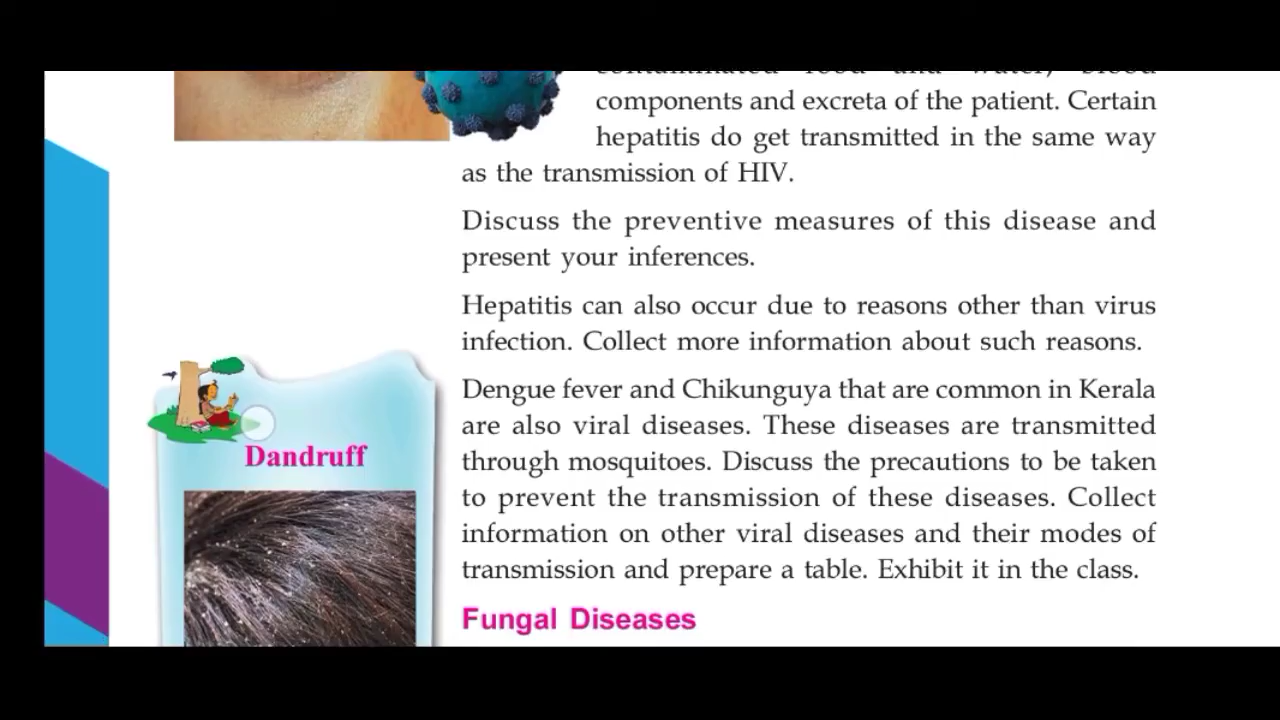 contaminated food and water, blood
components and excreta of the patient. Certain
hepatitis do get transmitted in the same way
as the transmission of HIV.
Discuss the preventive measures of this disease and
present your inferences.
Hepatitis can also occur due to reasons other than virus
infection. Collect more information about such reasons.
Dengue fever and Chikunguya that are common in Kerala
are also viral diseases. These diseases are transmitted
through mosquitoes. Discuss the precautions to be taken
to prevent the transmission of these diseases. Collect
information on other viral diseases and their modes of
transmission and prepare a table. Exhibit it in the class.
Fungal Diseases
Dandruff